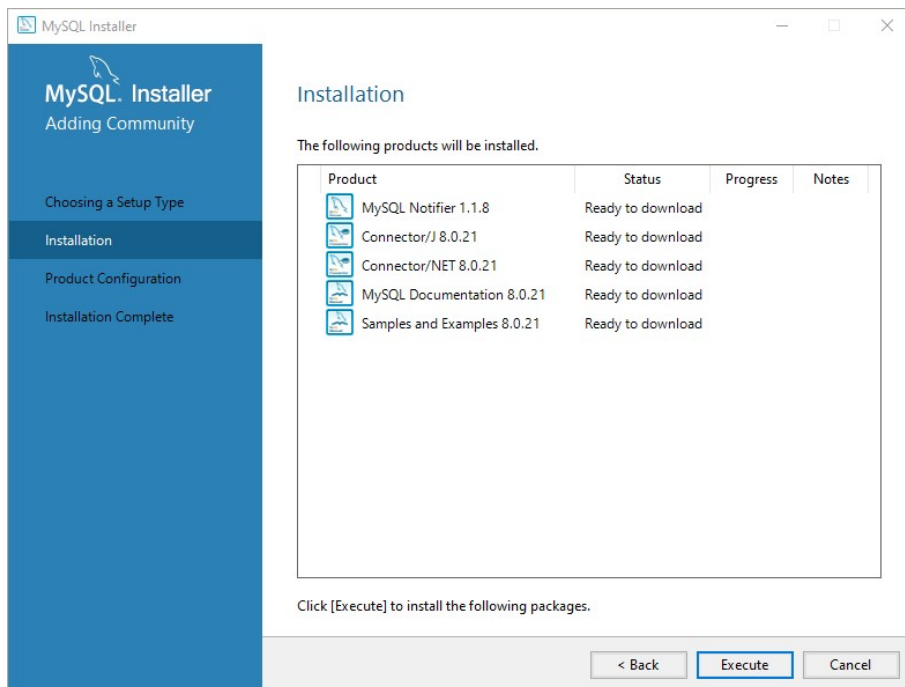 MySQL Installer
MySQL. Installer
Adding Community
Choosing a Setup Type
Installation
Product Configuration
Installation Complete
Installation
The following products will be installed.
Product Status Progress Notes
MySQL Notifier 1.1.8 Ready to download
Connector/J 8.0.21 Ready to download
Connector/NET 8.0.21 Ready to download
MySQL Documentation 8.0.21 Ready to download
Samples and Examples 8.0.21 Ready to download
Click [Execute] to install the following packages.
< Back Execute Cancel